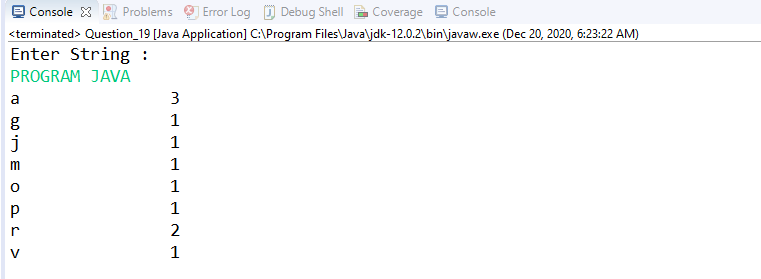 Console Problems Error Log Debug Shell Coverage Console
<terminated> Question_19 [Java Application] C:\Program Files\Java\jdk-12.0.2\bin\javaw.exe (Dec 20, 2020, 6:23:22 AM)
Enter String :
PROGRAM JAVA
a 3
g 1
j 1
m 1
o 1
p 1
r 2
v 1